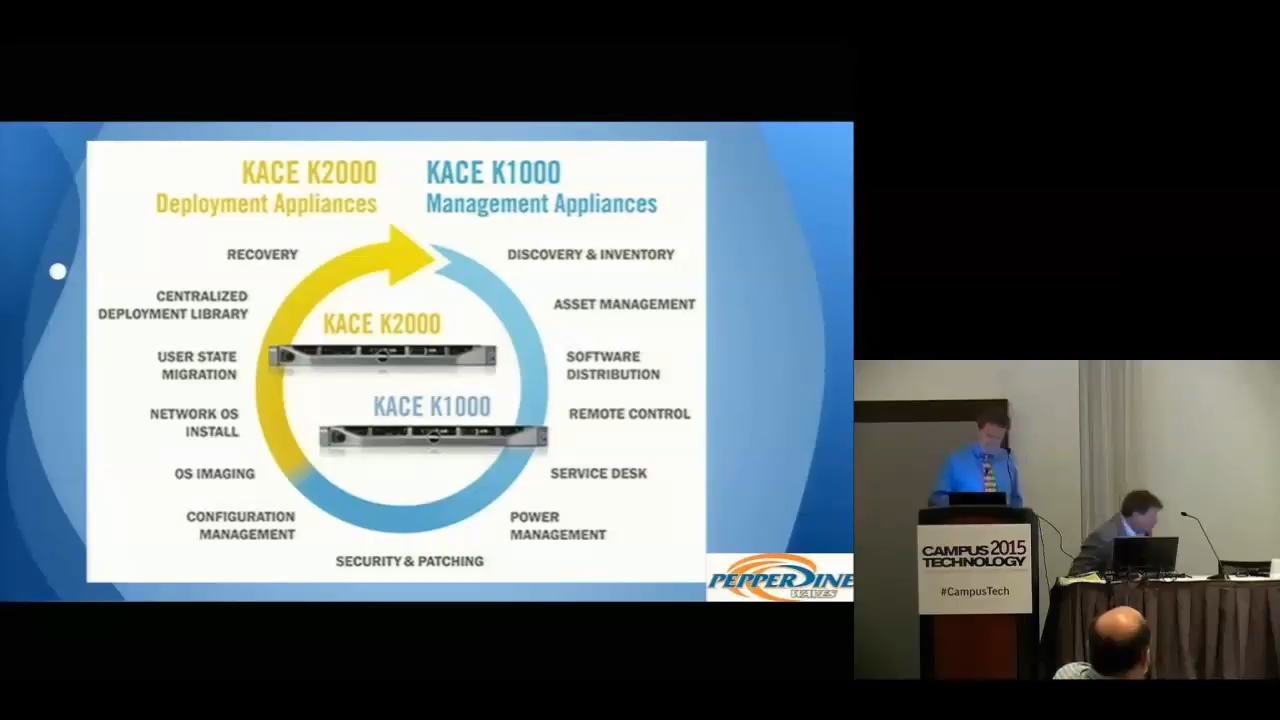 KACE K2000
Deployment Appliances
KACE K1000
Management Appliances
RECOVERY
DISCOVERY & INVENTORY
CENTRALIZED
DEPLOYMENT LIBRARY
ASSET MANAGEMENT
KACE K2000
USER STATE
MIGRATION
SOFTWARE
DISTRIBUTION
KACE K1000
NETWORK OS
INSTALL
REMOTE CONTROL
OS IMAGING
SERVICE DESK
CONFIGURATION
MANAGEMENT
POWER
MANAGEMENT
SECURITY & PATCHING
PEPPERDINE
WAVES
CAMPUS 2015
TECHNOLOGY
#CampusTech